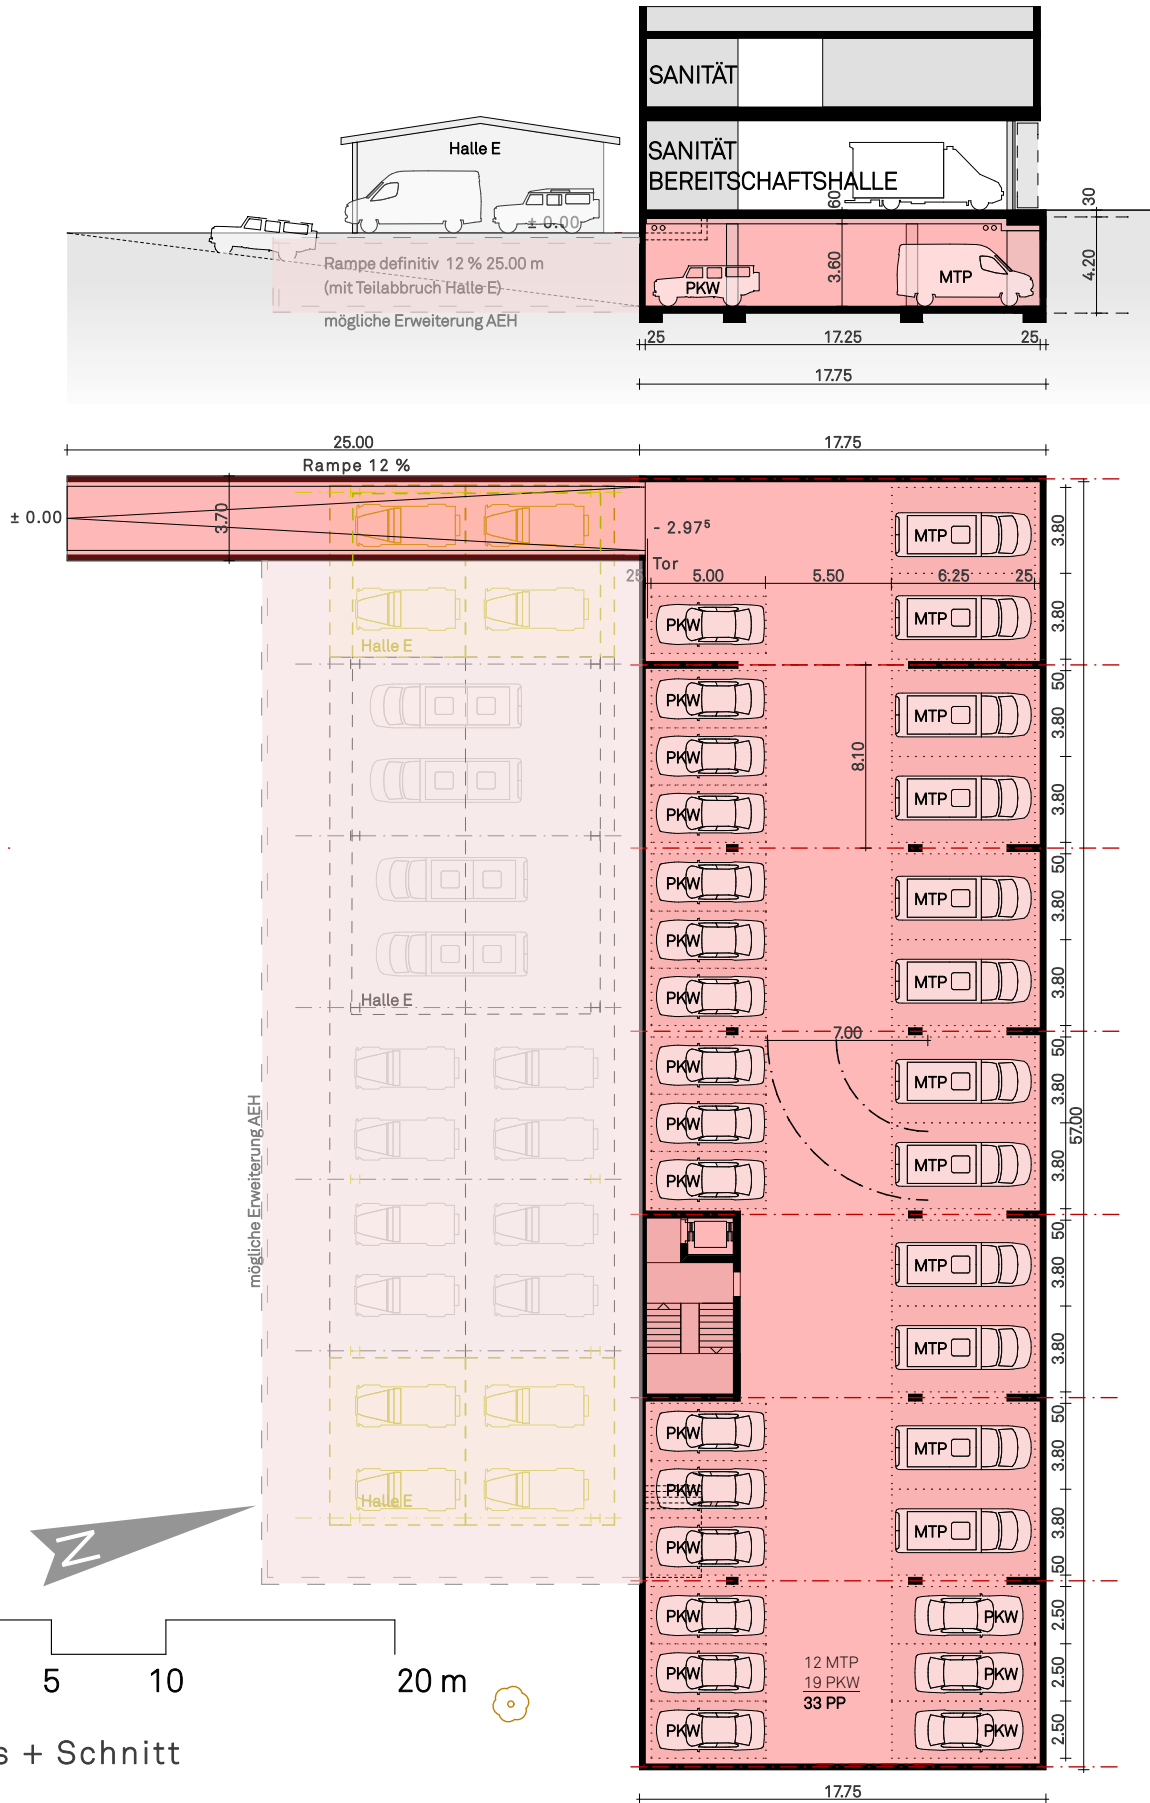 SANITÄT
Halle E
SANITÄT
BEREITSCHAFTSHALLE
60
30
± 0.00
Rampe definitiv 12 % 25.00 m
(mit Teilabbruch Halle E)
mögliche Erweiterung AEH
PKW
3.60
MTP
4.20
25
17.25
25
17.75
25.00
17.75
Rampe 12 %
± 0.00
3.70
- 2.97⁵
Tor
25
5.00
5.50
6.25
25
MTP
3.80
PKW
MTP
3.80
Halle E
50
PKW
MTP
3.80
PKW
8.10
PKW
MTP
3.80
50
PKW
MTP
3.80
PKW
PKW
MTP
3.80
Halle E
7.00
50
PKW
MTP
3.80
PKW
57.00
PKW
MTP
3.80
mögliche Erweiterung AEH
50
MTP
3.80
MTP
3.80
50
PKW
MTP
3.80
PKW
Halle E
PKW
MTP
3.80
50
N
PKW
PKW
2.50
PKW
PKW
2.50
PKW
PKW
2.50
12 MTP
19 PKW
33 PP
5
10
20 m
s + Schnitt
17.75